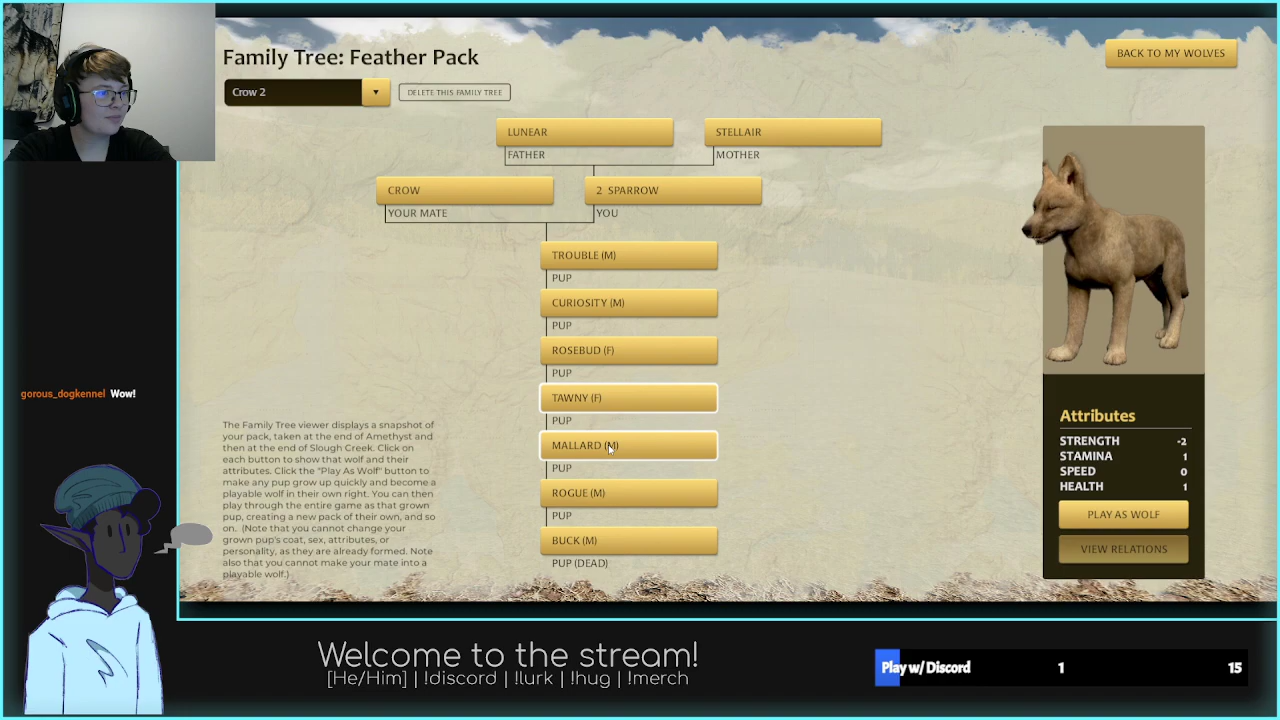 Family Tree: Feather Pack
BACK TO MY WOLVES
Crow 2
DELETE THIS FAMILY TREE
LUNEAR
STELLAIR
FATHER
MOTHER
CROW
2 SPARROW
YOUR MATE
YOU
TROUBLE (M)
PUP
CURIOSITY (M)
PUP
ROSEBUD (F)
PUP
TAWNY (F)
PUP
MALLARD (M)
PUP
ROGUE (M)
PUP
BUCK (M)
PUP (DEAD)
gorous_dogkennel Wow!
The Family Tree viewer displays a snapshot of
your pack, taken at the end of Amethyst and
then at the end of Slough Creek. Click on
each button to show that wolf and their
attributes. Click the "Play As Wolf" button to
make any pup grow up quickly and become a
playable wolf in their own right. You can then
play through the entire game as that grown
pup, creating a new pack of their own, and so
on. (Note that you cannot change your
grown pup's coat, sex, attributes, or
personality, as they are already formed. Note
also that you cannot make your mate into a
playable wolf.)
Attributes
STRENGTH -2
STAMINA 1
SPEED 0
HEALTH 1
PLAY AS WOLF
VIEW RELATIONS
Welcome to the stream!
[He/Him] | !discord | !lurk | !hug | !merch
Play w/ Discord 1 15